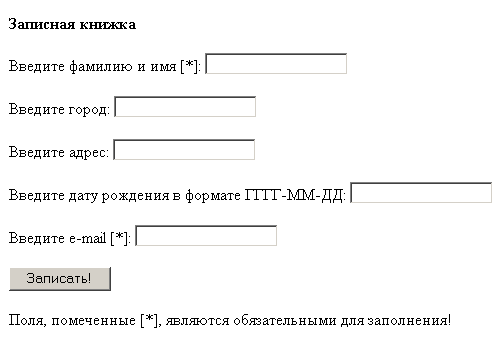 Записная книжка
Введите фамилию и имя [*]:
Введите город:
Введите адрес:
Введите дату рождения в формате ГГГГ-ММ-ДД:
Введите e-mail [*]:
Записать!
Поля, помеченные [*], являются обязательными для заполнения!